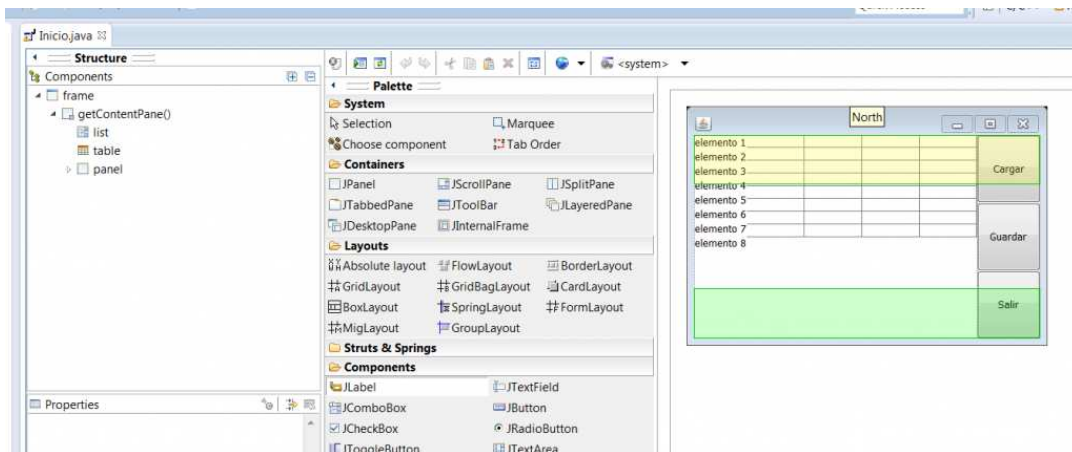 Inicio.java
Structure
Components
frame
getContentPane()
list
table
panel
Properties
<system>
Palette
System
Selection
Marquee
Choose component
Tab Order
Containers
JPanel
JScrollPane
JSplitPane
JTabbedPane
JToolBar
JLayeredPane
JDesktopPane
JInternalFrame
Layouts
Absolute layout
FlowLayout
BorderLayout
GridLayout
GridBagLayout
CardLayout
BoxLayout
SpringLayout
FormLayout
MigLayout
GroupLayout
Struts & Springs
Components
JLabel
JTextField
JComboBox
JButton
JCheckBox
JRadioButton
JToggleButton
JTextArea
North
elemento 1
elemento 2
elemento 3
elemento 4
elemento 5
elemento 6
elemento 7
elemento 8
Cargar
Guardar
Salir